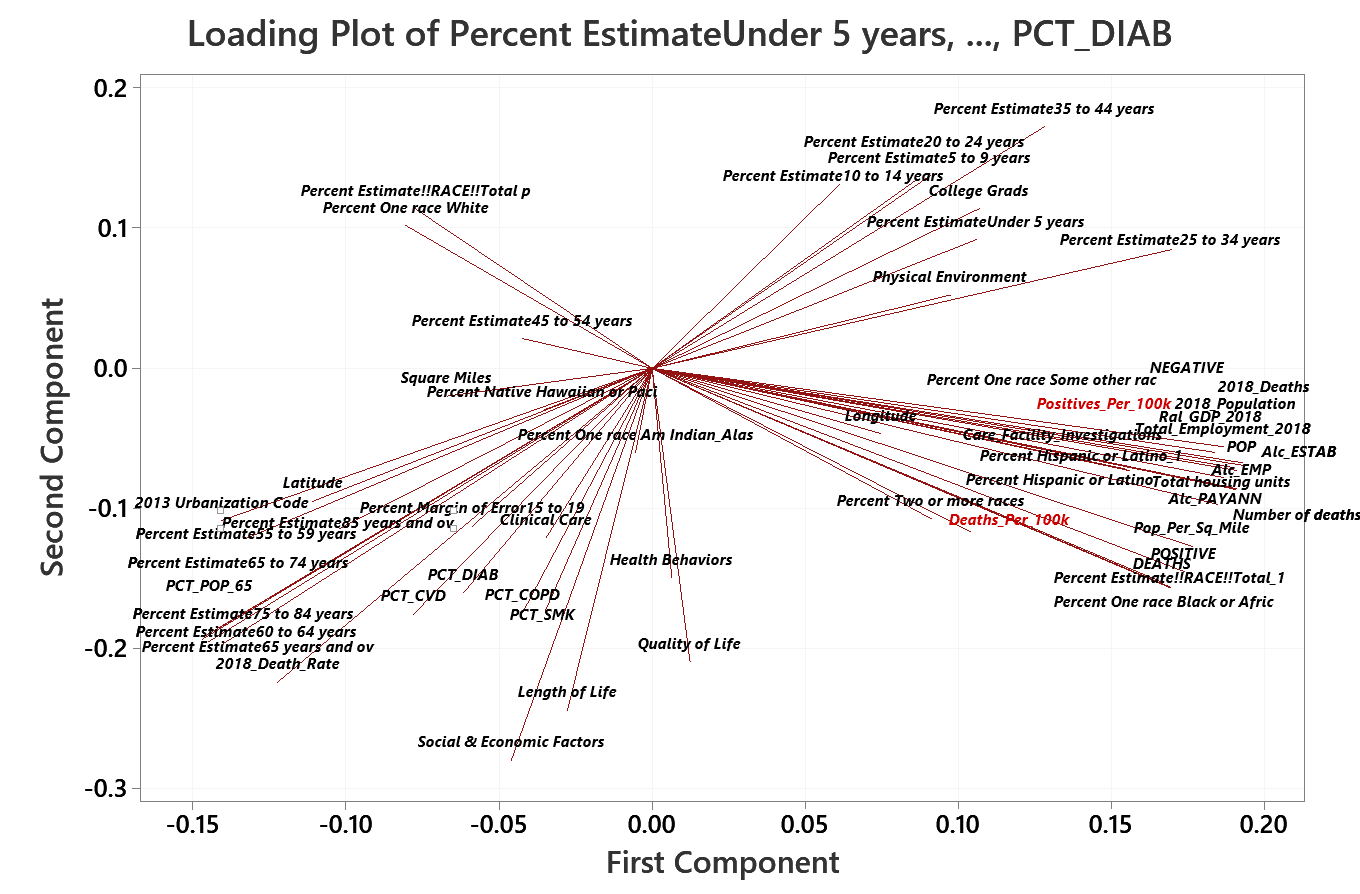 Loading Plot of Percent EstimateUnder 5 years, ..., PCT_DIAB
0.2
Percent Estimate35 to 44 years
Percent Estimate20 to 24 years
Percent Estimate5 to 9 years
Percent Estimate10 to 14 years
Percent Estimate!!RACE!!Total p
College Grads
Percent One race White
0.1
Percent EstimateUnder 5 years
Percent Estimate25 to 34 years
Physical Environment
Percent Estimate45 to 54 years
0.0
NEGATIVE
Square Miles
Percent One race Some other rac
2018_Deaths
Percent Native Hawaiian or Paci
Positives_Per_100k
2018_Population
Longitude
Ral_GDP_2018
Total_Employment_2018
Percent One race Am Indian_Alas
Care_Facility_Investigations
POP
Alc_ESTAB
Percent Hispanic or Latino_1
Alc_EMP
Latitude
Percent Hispanic or Latino
Total housing units
2013 Urbanization Code
Percent Two or more races
Alc_PAYANN
-0.1
Percent Margin of Error15 to 19
Number of deaths
Percent Estimate85 years and ov
Clinical Care
Deaths_Per_100k
Percent Estimate55 to 59 years
Pop_Per_Sq_Mile
Percent Estimate65 to 74 years
Health Behaviors
POSITIVE
DEATHS
PCT_DIAB
Percent Estimate!!RACE!!Total_1
PCT_POP_65
PCT_CVD
PCT_COPD
Percent One race Black or Afric
Percent Estimate75 to 84 years
PCT_SMK
Percent Estimate60 to 64 years
Quality of Life
-0.2
Percent Estimate65 years and ov
2018_Death_Rate
Length of Life
Social & Economic Factors
-0.3
-0.15
-0.10
-0.05
0.00
0.05
0.10
0.15
0.20
First Component
Second Component